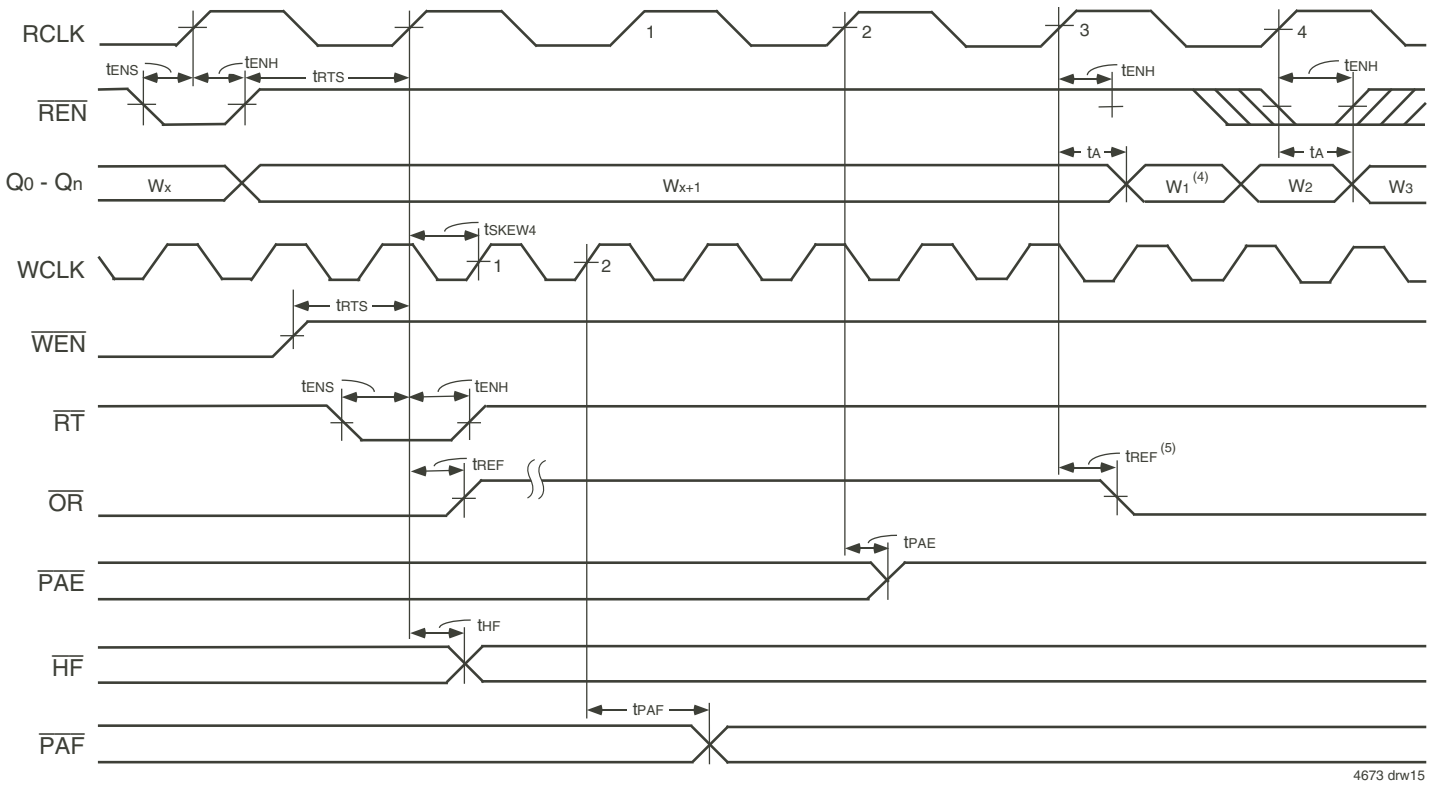 RCLK 1 2 3 4
tENS tENH tRTS tENH tENH
REN
tA tA
Q0 - Qn Wx Wx+1 W1 (4) W2 W3
tSKEW4
WCLK 1 2
tRTS
WEN
tENS tENH
RT
tREF tREF (5)
OR
tPAE
PAE
tHF
HF
tPAF
PAF
4673 drw15